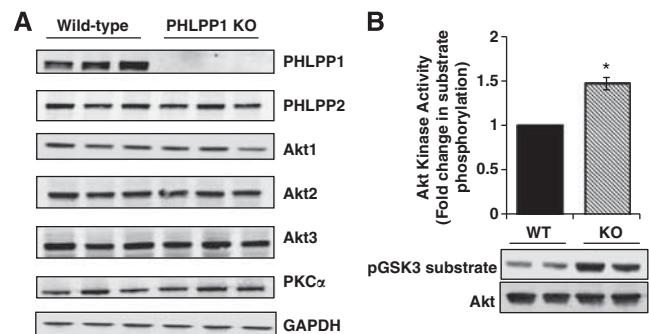 A
Wild-type PHLPP1 KO
PHLPP1
PHLPP2
Akt1
Akt2
Akt3
PKCα
GAPDH
B
Akt Kinase Activity
(Fold change in substrate
phosphorylation)
2
1.5
1
0.5
0
*
WT KO
pGSK3 substrate
Akt